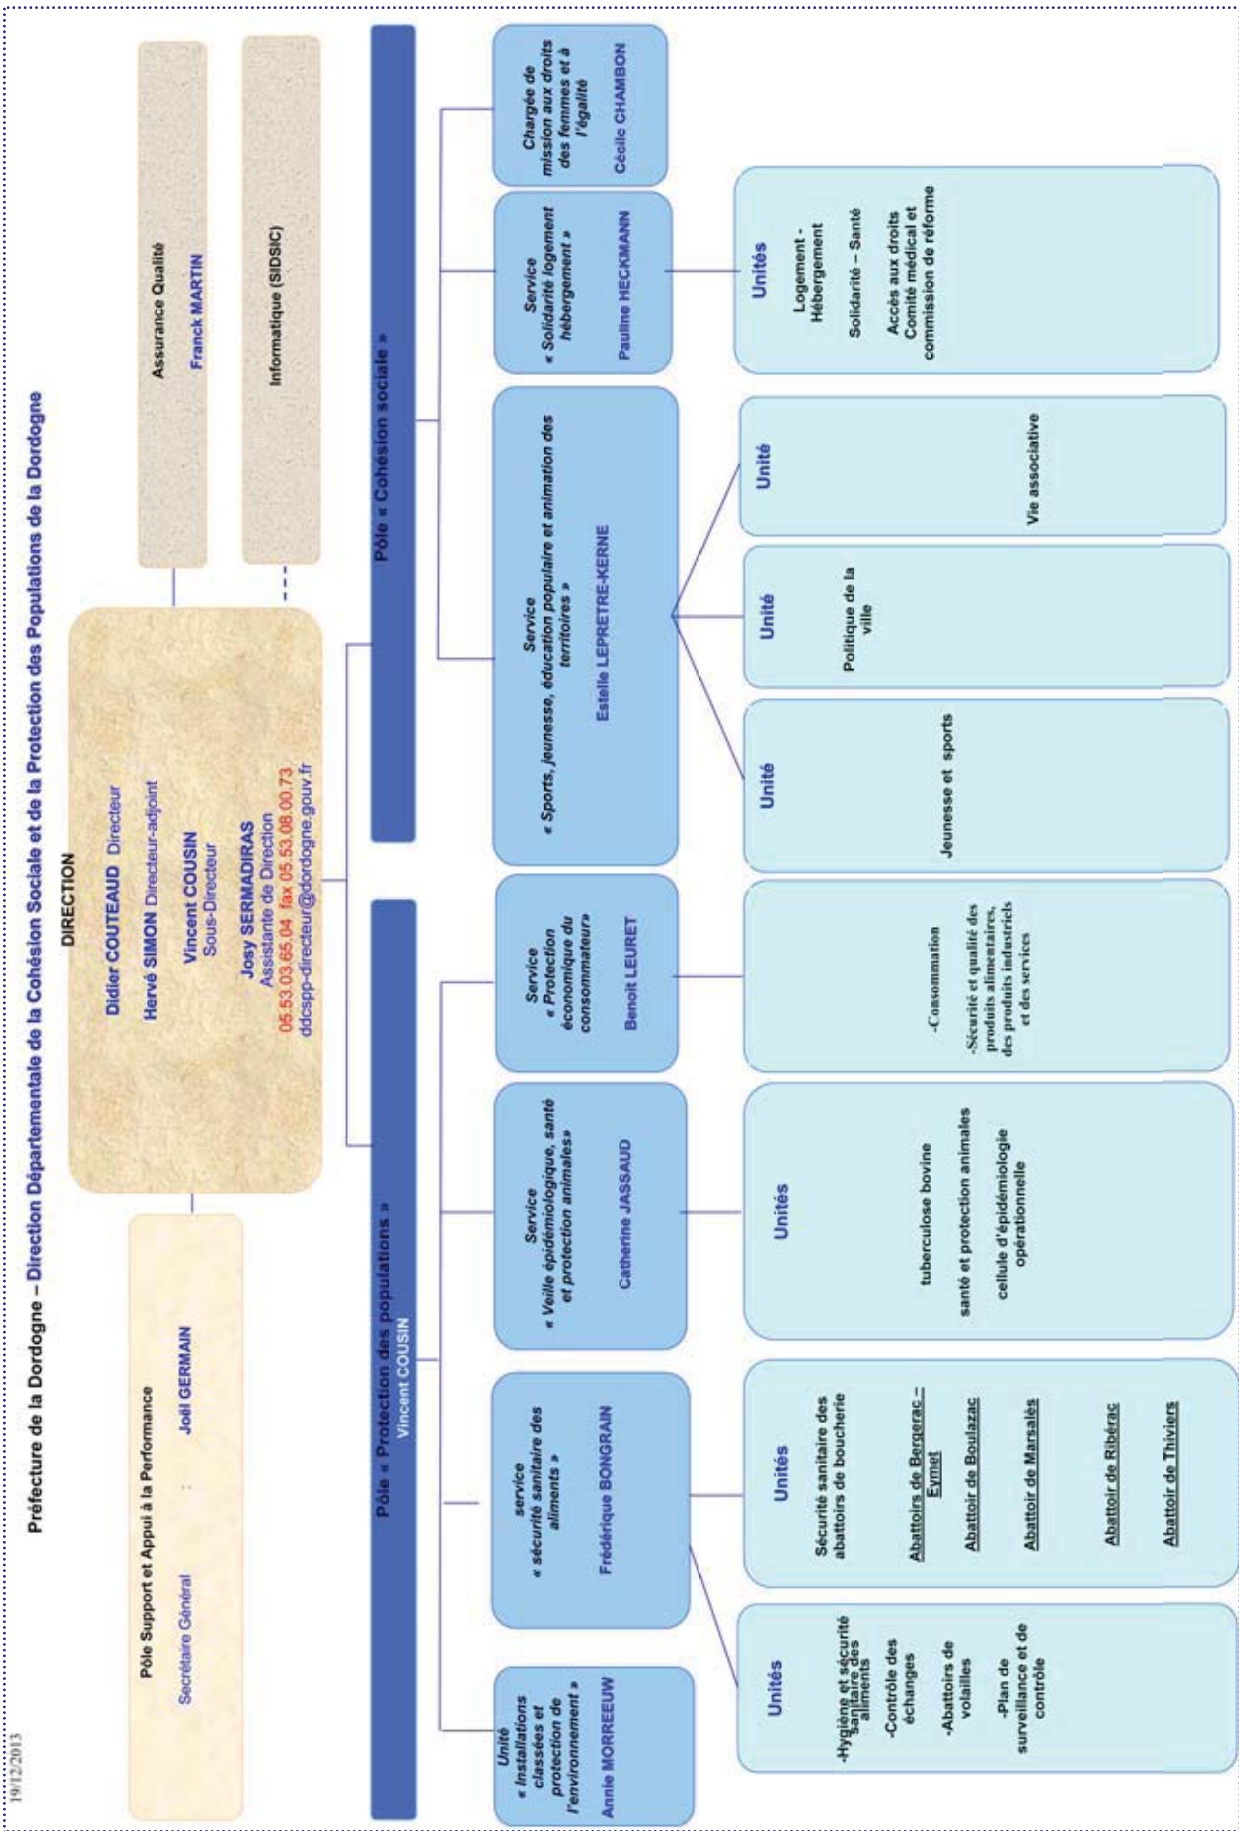 19/12/2013
Préfecture de la Dordogne – Direction Départementale de la Cohésion Sociale et de la Protection des Populations de la Dordogne
DIRECTION
Didier COUTEAUD Directeur
Hervé SIMON Directeur-adjoint
Vincent COUSIN
Sous-Directeur
Josy SERMADIRAS
Assistante de Direction
05.53.03.65.04 fax 05.53.08.00.73
ddcspp-directeur@dordogne.gouv.fr
Pôle Support et Appui à la Performance
Secrétaire Général : Joël GERMAIN
Assurance Qualité
Franck MARTIN
Informatique (SIDSIC)
Pôle « Protection des populations »
Vincent COUSIN
Pôle « Cohésion sociale »
Unité
« Installations
classées et
protection de
l'environnement »
Annie MORREEUW
service
« sécurité sanitaire des
aliments »
Frédérique BONGRAIN
Service
« Veille épidémiologique, santé
et protection animales»
Catherine JASSAUD
Service
« Protection
économique du
consommateur»
Benoit LEURET
Service
« Sports, jeunesse, éducation populaire et animation des
territoires »
Estelle LEPRETRE-KERNE
Service
« Solidarité logement
hébergement »
Pauline HECKMANN
Chargée de
mission aux droits
des femmes et à
l'égalité
Cécile CHAMBON
Unités
-Hygiène et sécurité
sanitaire des
aliments
-Contrôle des
échanges
-Abattoirs de
volailles
-Plan de
surveillance et de
contrôle
Unités
Sécurité sanitaire des
abattoirs de boucherie
Abattoirs de Bergerac –
Eymet
Abattoir de Boulazac
Abattoir de Marsalès
Abattoir de Ribérac
Abattoir de Thiviers
Unités
tuberculose bovine
santé et protection animales
cellule d'épidémiologie
opérationnelle
-Consommation
-Sécurité et qualité des
produits alimentaires,
des produits industriels
et des services
Unité
Jeunesse et sports
Unité
Politique de la
ville
Unité
Vie associative
Unités
Logement -
Hébergement
Solidarité – Santé
Accès aux droits
Comité médical et
commission de réforme